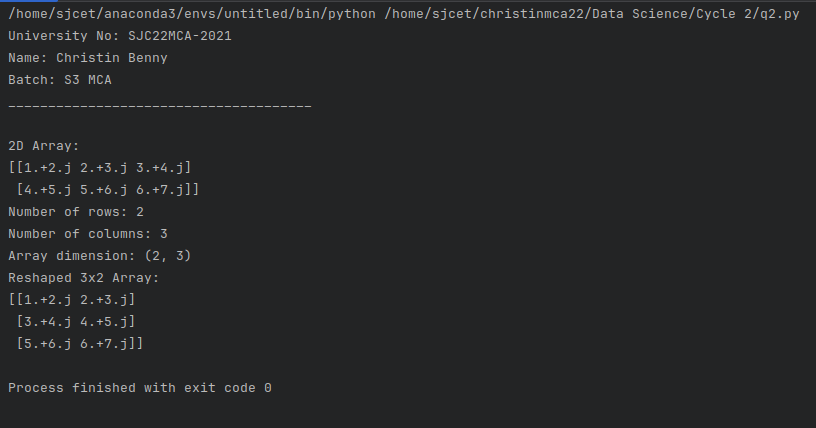 /home/sjcet/anaconda3/envs/untitled/bin/python /home/sjcet/christinmca22/Data Science/Cycle 2/q2.py
University No: SJC22MCA-2021
Name: Christin Benny
Batch: S3 MCA
______________________________________
2D Array:
[[1.+2.j 2.+3.j 3.+4.j]
 [4.+5.j 5.+6.j 6.+7.j]]
Number of rows: 2
Number of columns: 3
Array dimension: (2, 3)
Reshaped 3x2 Array:
[[1.+2.j 2.+3.j]
 [3.+4.j 4.+5.j]
 [5.+6.j 6.+7.j]]
Process finished with exit code 0